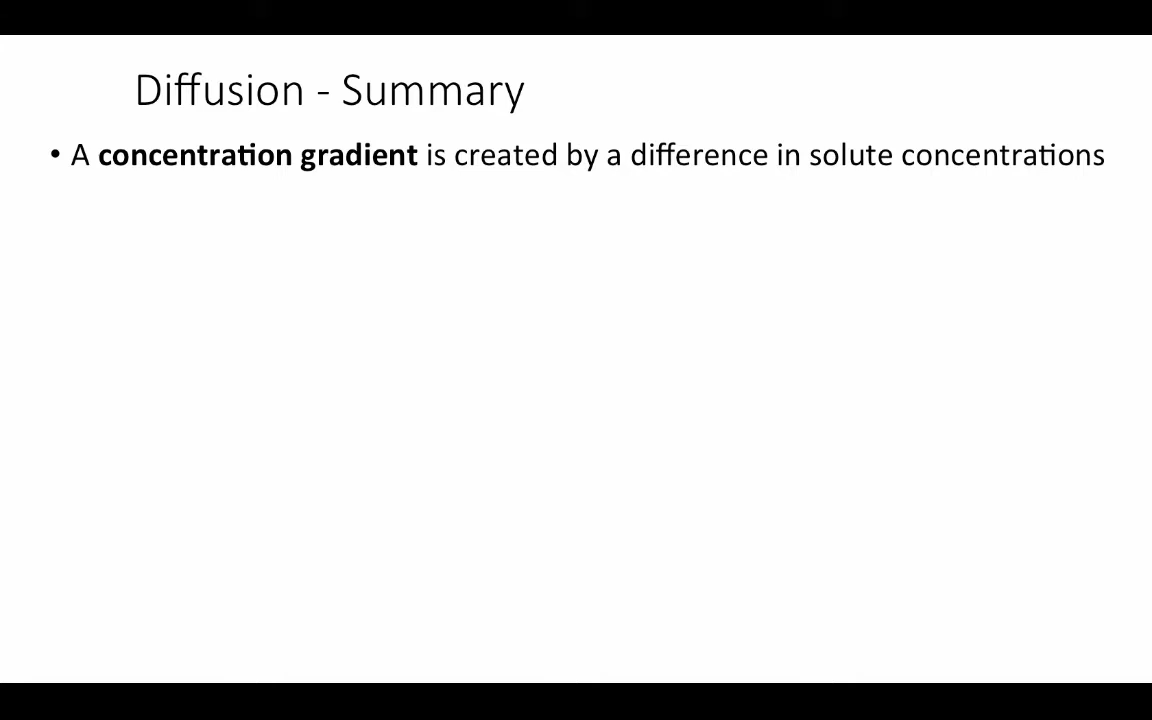 Diffusion - Summary
• A concentration gradient is created by a difference in solute concentrations